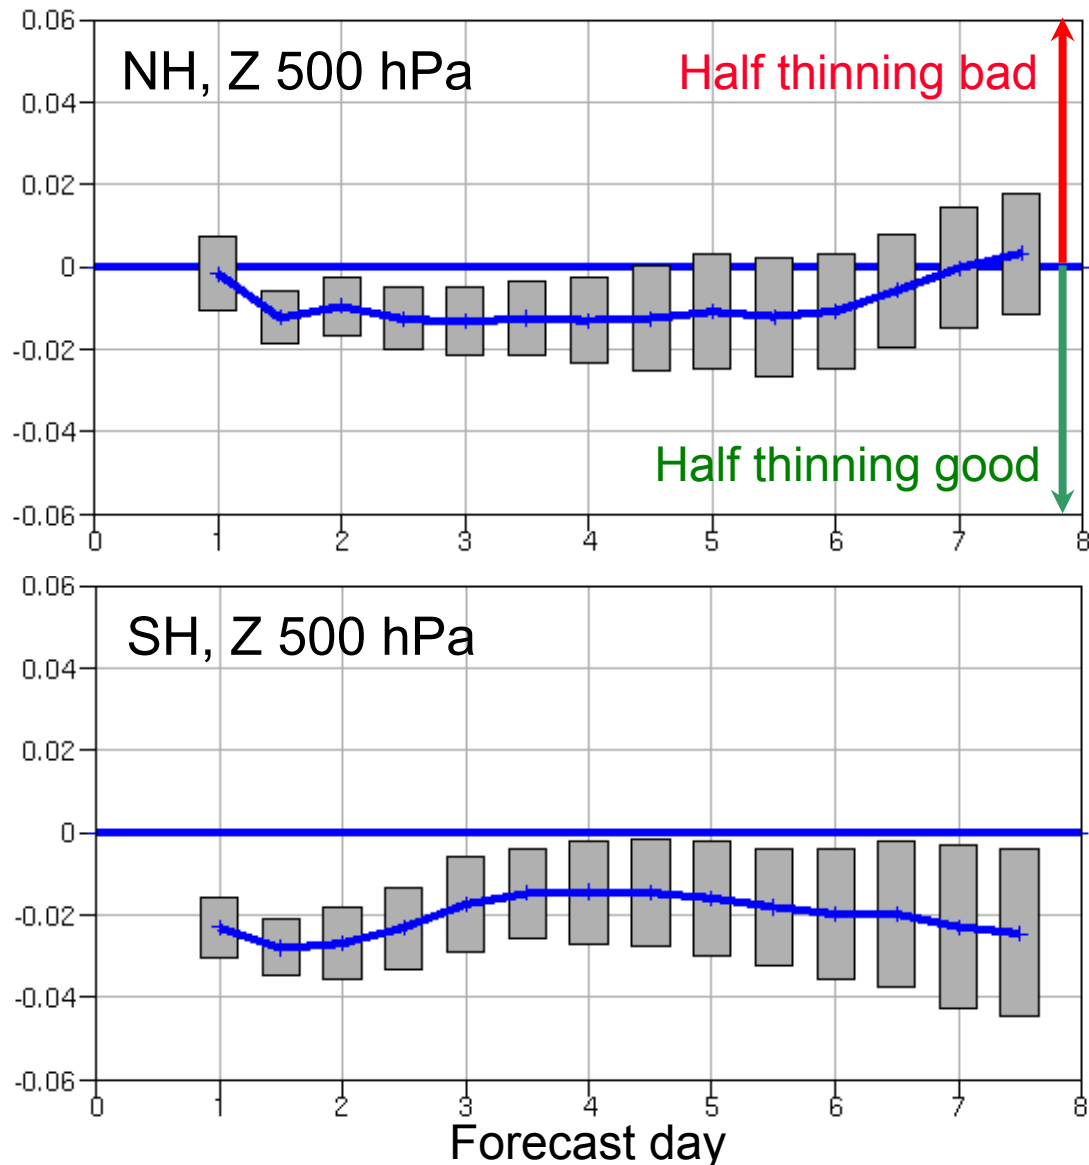 0.06
NH, Z 500 hPa
Half thinning bad
0.04
0.02
0
-0.02
-0.04
Half thinning good
-0.06
0 1 2 3 4 5 6 7 8
0.06
SH, Z 500 hPa
0.04
0.02
0
-0.02
-0.04
-0.06
0 1 2 3 4 5 6 7 8
Forecast day